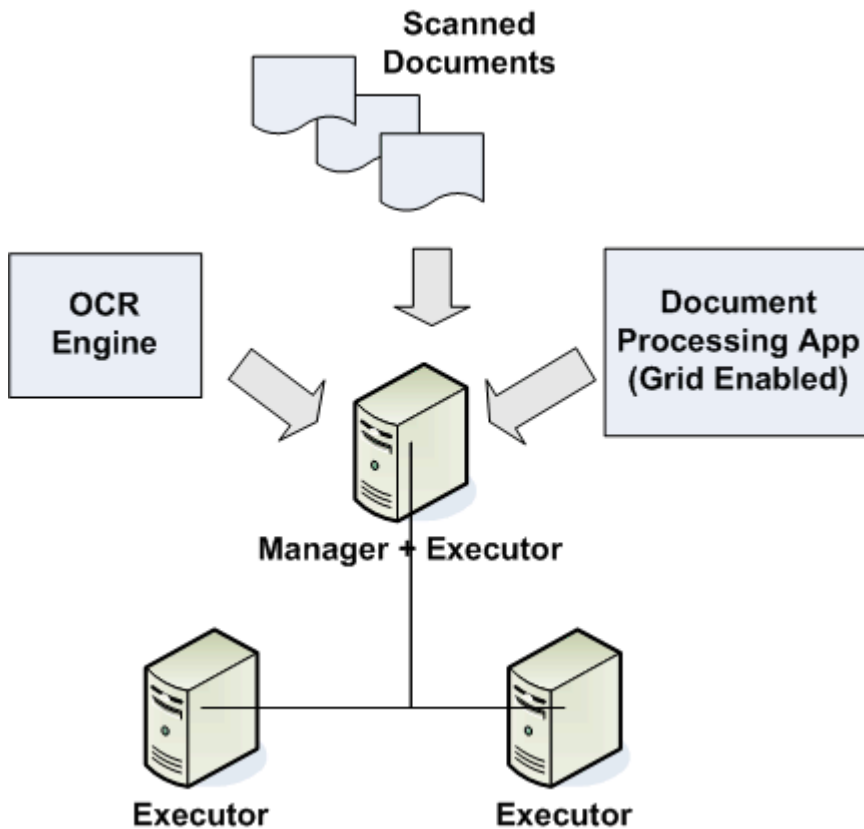 Scanned
Documents
OCR
Engine
Document
Processing App
(Grid Enabled)
Manager + Executor
Executor
Executor